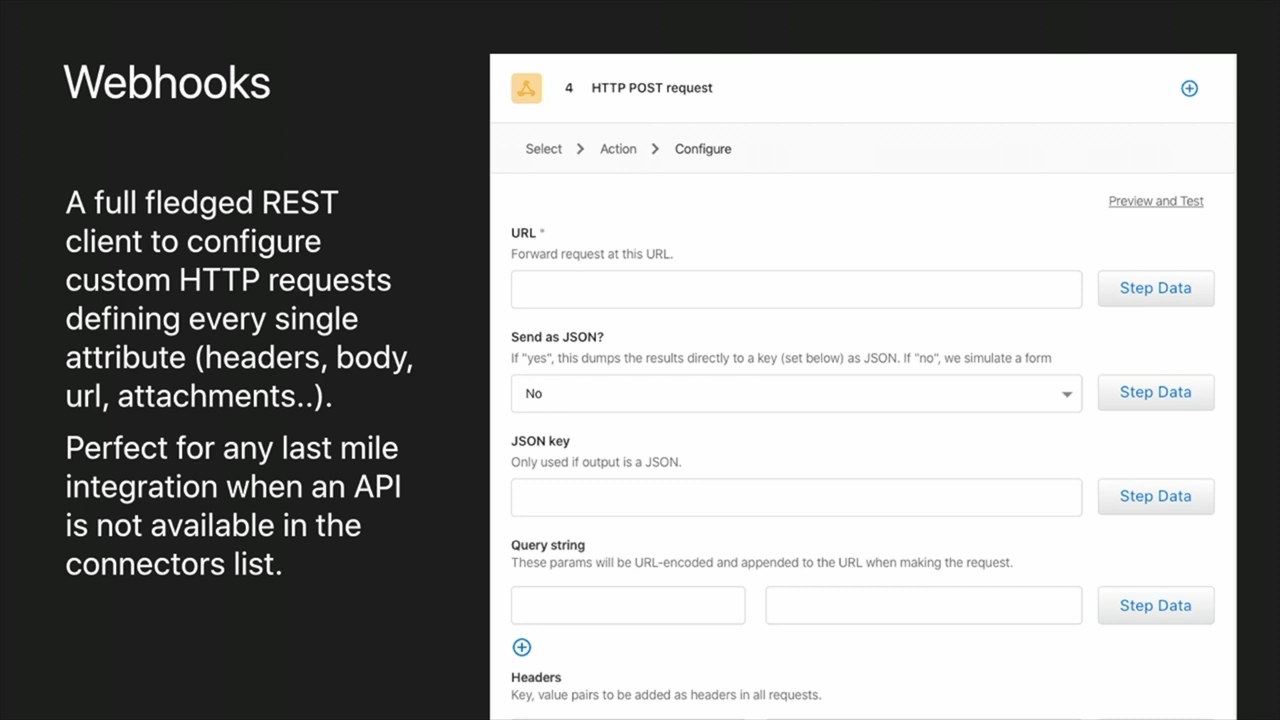 Webhooks
A full fledged REST
client to configure
custom HTTP requests
defining every single
attribute (headers, body,
url, attachments..).
Perfect for any last mile
integration when an API
is not available in the
connectors list.
4 HTTP POST request
Select Action Configure
Preview and Test
URL *
Forward request at this URL.
Step Data
Send as JSON?
If "yes", this dumps the results directly to a key (set below) as JSON. If "no", we simulate a form
No
Step Data
JSON key
Only used if output is a JSON.
Step Data
Query string
These params will be URL-encoded and appended to the URL when making the request.
Step Data
Headers
Key, value pairs to be added as headers in all requests.